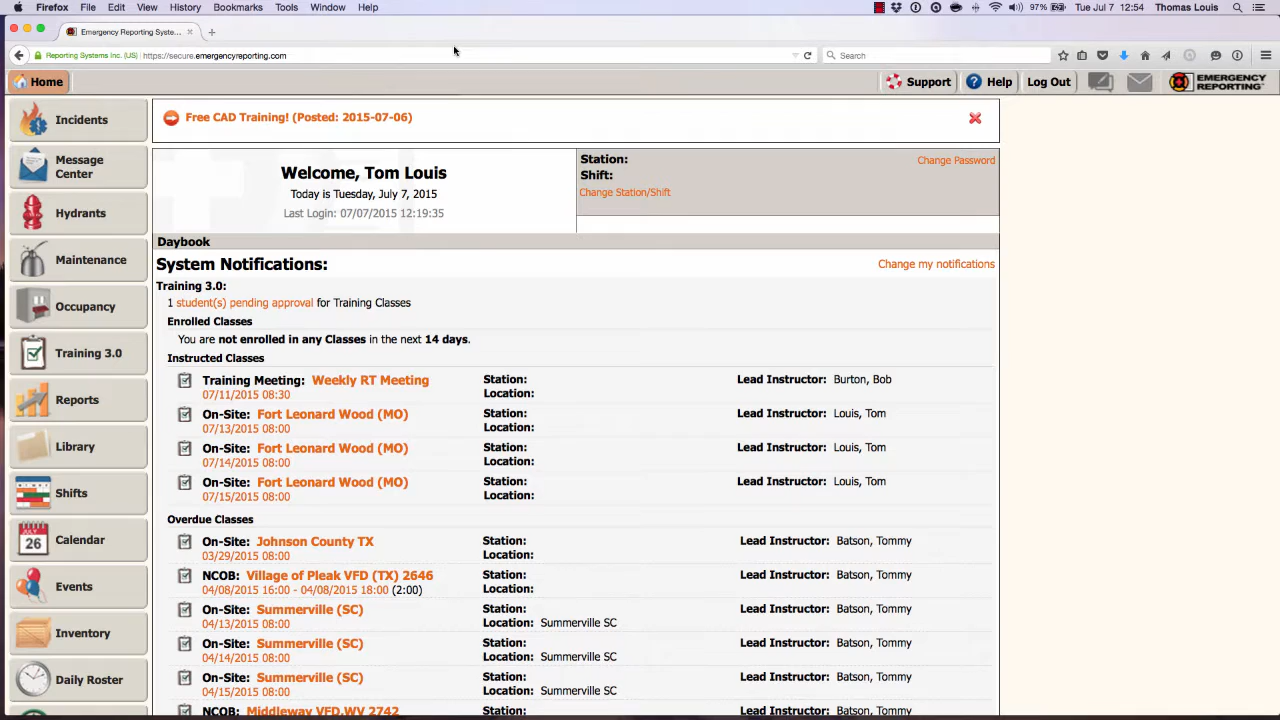 Firefox File Edit View History Bookmarks Tools Window Help 97% Tue Jul 7 12:54 Thomas Louis
Emergency Reporting Syste... × +
Reporting Systems Inc. (US) https://secure.emergencyreporting.com Search
Home Support Help Log Out EMERGENCY REPORTING
Incidents
Message Center
Hydrants
Maintenance
Occupancy
Training 3.0
Reports
Library
Shifts
JULY 26 Calendar
Events
Inventory
Daily Roster
Free CAD Training! (Posted: 2015-07-06)
Welcome, Tom Louis
Today is Tuesday, July 7, 2015
Last Login: 07/07/2015 12:19:35
Station: Change Password
Shift:
Change Station/Shift
Daybook
System Notifications: Change my notifications
Training 3.0:
1 student(s) pending approval for Training Classes
Enrolled Classes
You are not enrolled in any Classes in the next 14 days.
Instructed Classes
Training Meeting: Weekly RT Meeting Station: Lead Instructor: Burton, Bob
07/11/2015 08:30 Location:
On-Site: Fort Leonard Wood (MO) Station: Lead Instructor: Louis, Tom
07/13/2015 08:00 Location:
On-Site: Fort Leonard Wood (MO) Station: Lead Instructor: Louis, Tom
07/14/2015 08:00 Location:
On-Site: Fort Leonard Wood (MO) Station: Lead Instructor: Louis, Tom
07/15/2015 08:00 Location:
Overdue Classes
On-Site: Johnson County TX Station: Lead Instructor: Batson, Tommy
03/29/2015 08:00 Location:
NCOB: Village of Pleak VFD (TX) 2646 Station: Lead Instructor: Batson, Tommy
04/08/2015 16:00 - 04/08/2015 18:00 (2:00) Location:
On-Site: Summerville (SC) Station: Lead Instructor: Batson, Tommy
04/13/2015 08:00 Location: Summerville SC
On-Site: Summerville (SC) Station: Lead Instructor: Batson, Tommy
04/14/2015 08:00 Location: Summerville SC
On-Site: Summerville (SC) Station: Lead Instructor: Batson, Tommy
04/15/2015 08:00 Location: Summerville SC
NCOB: Middleway VFD,WV 2742 Station: Lead Instructor: Batson, Tommy